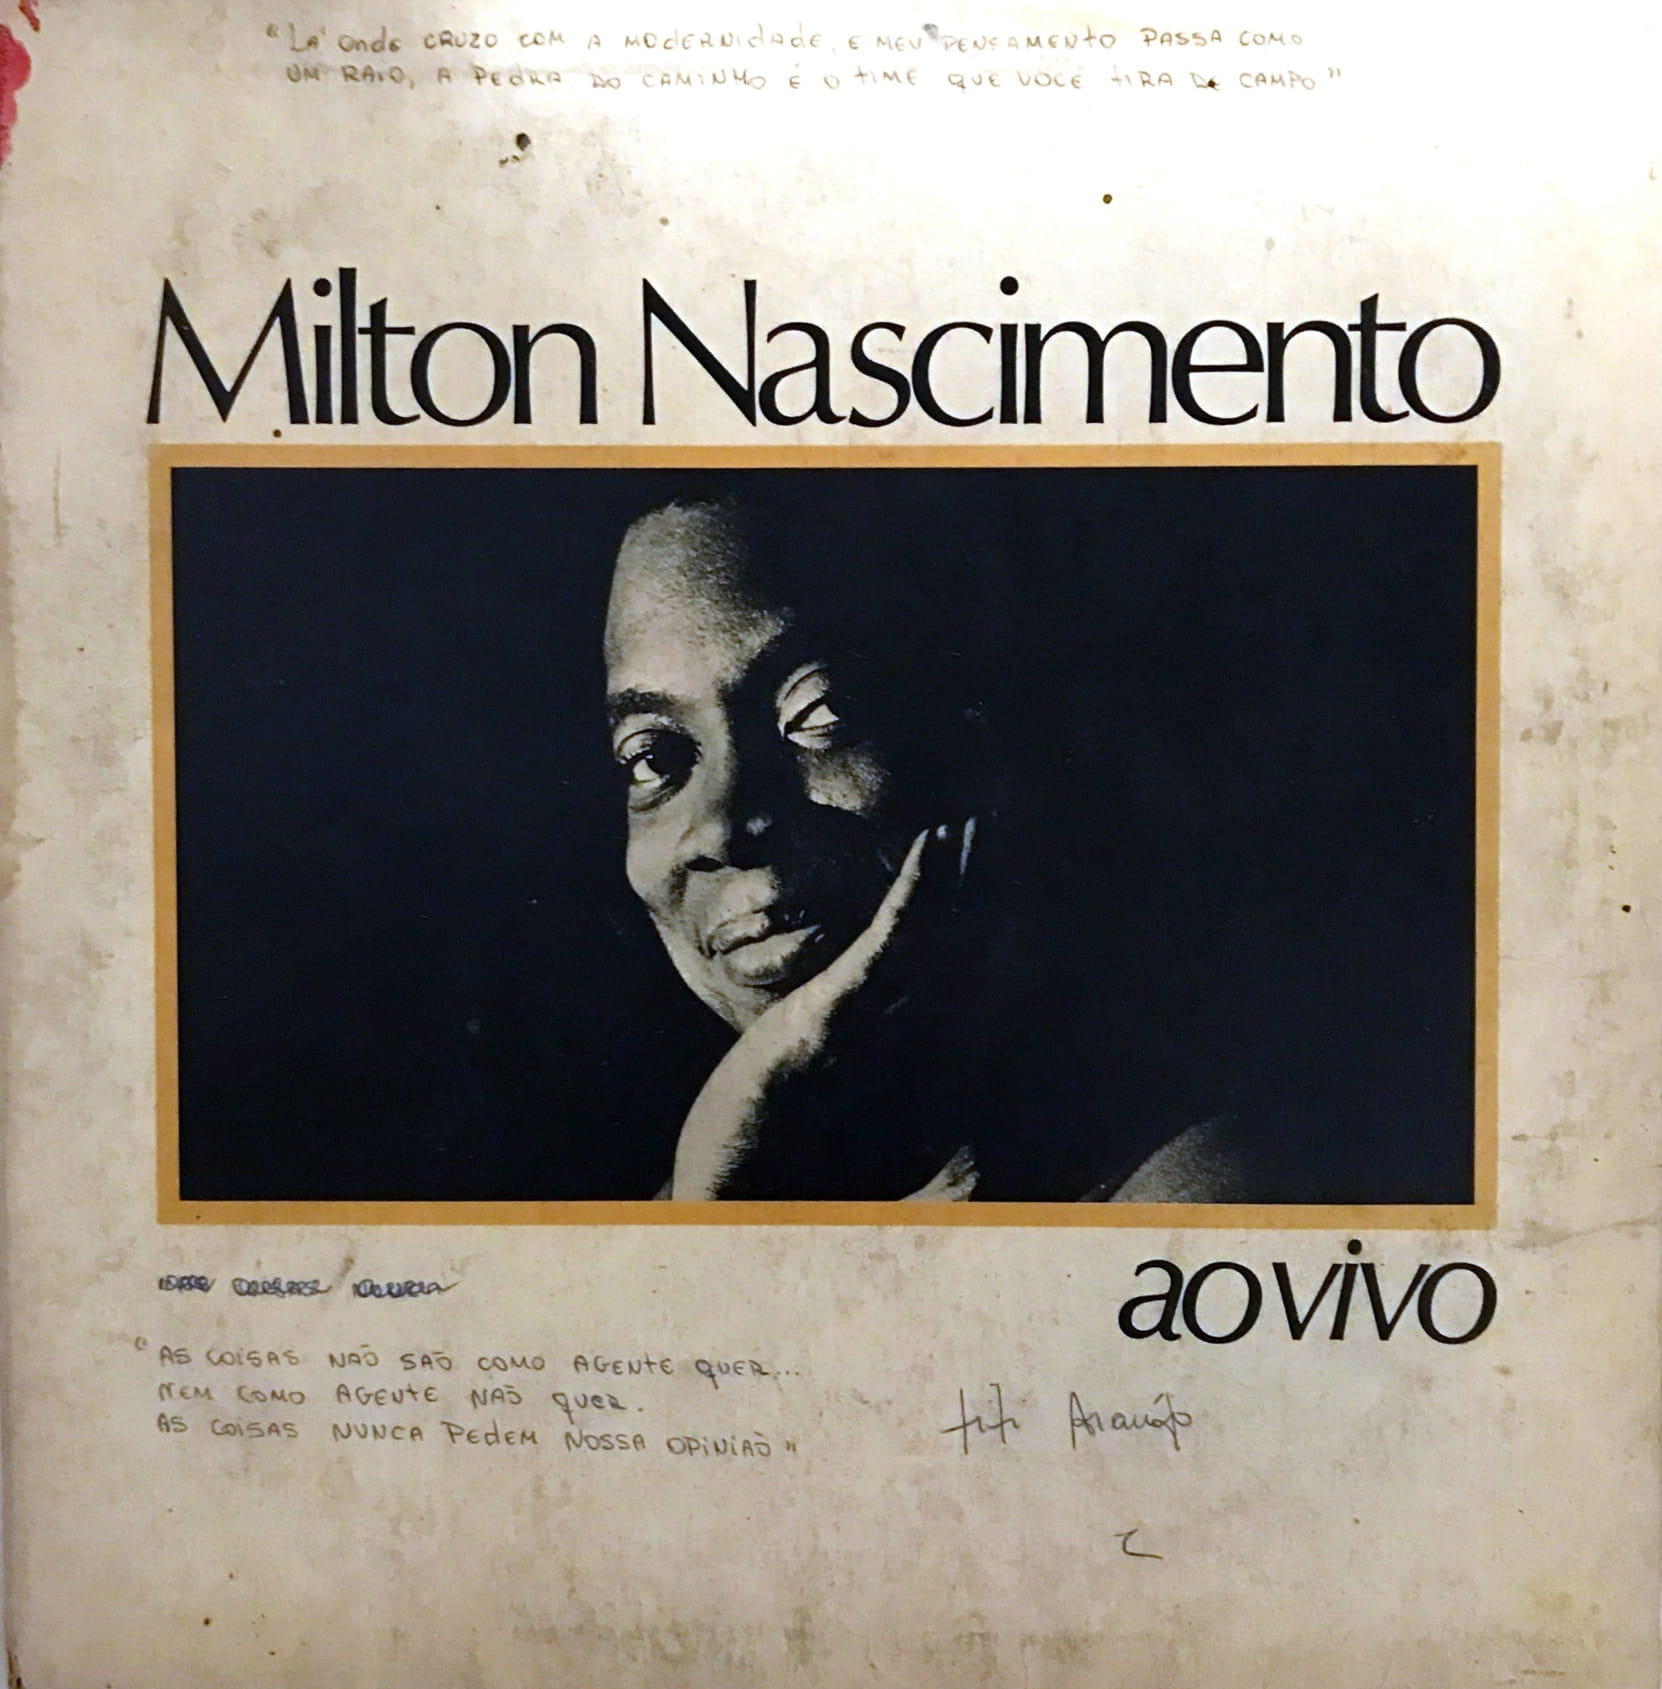 "Lá onde CRUZO COM A MODERNIdAde, E MEU PENSAMENTO PASSA COMO
UM RAIO, A PEDRA DO CAMINHO É O TIME QUE VOCÊ TIRA DE CAMPO"
Milton Nascimento
ao vivo
"AS COISAS NÃO SÃO COMO AGENTE QUER...
NEM COMO AGENTE NÃO QUER.
AS COISAS NUNCA PEDEM NOSSA OPINIÃO"
titi Araújo